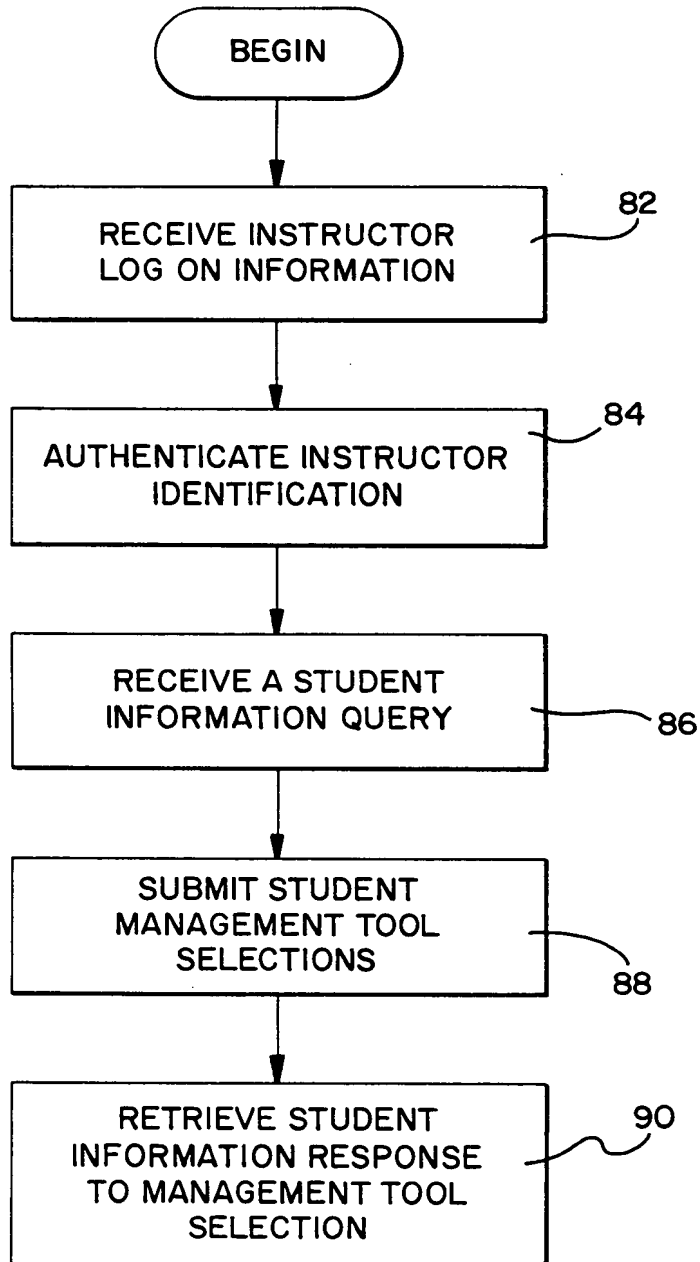 BEGIN
82
RECEIVE INSTRUCTOR
LOG ON INFORMATION
84
AUTHENTICATE INSTRUCTOR
IDENTIFICATION
RECEIVE A STUDENT
INFORMATION QUERY
86
SUBMIT STUDENT
MANAGEMENT TOOL
SELECTIONS
88
RETRIEVE STUDENT
INFORMATION RESPONSE
TO MANAGEMENT TOOL
SELECTION
90